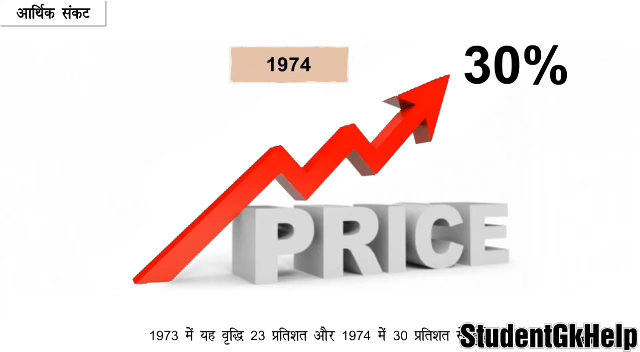 आर्थिक संकट
1974
30%
PRICE
1973 में यह वृद्धि 23 प्रतिशत और 1974 में 30 प्रतिशत
StudentGkHelp